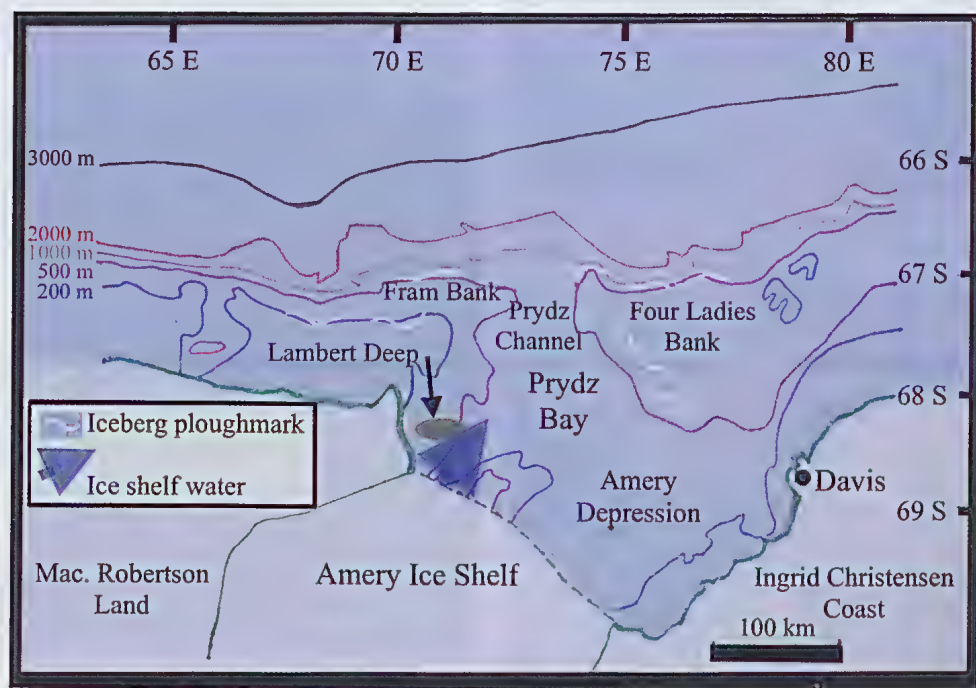 65 E
70 E
75 E
80 E
3000 m
66 S
2000 m
1000 m
500 m
67 S
200 m
Fram Bank
Prydz
Channel
Four Ladies
Bank
Lambert Deep
Prydz
Bay
68 S
Iceberg ploughmark
Ice shelf water
Amery
Depression
Davis
69 S
Mac. Robertson
Land
Amery Ice Shelf
Ingrid Christensen
Coast
100 km